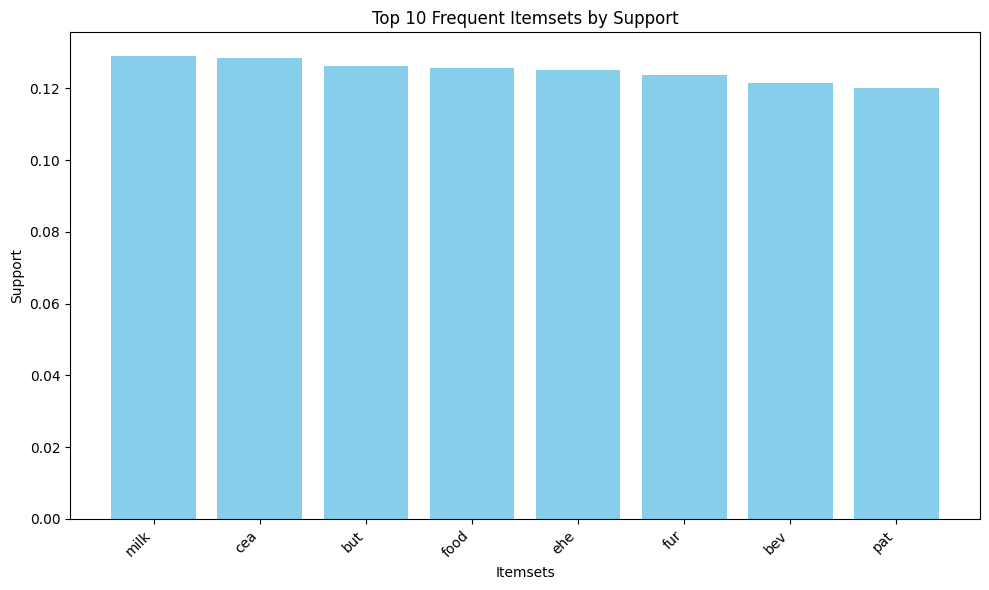 Top 10 Frequent Itemsets by Support
Support
0.12
0.10
0.08
0.06
0.04
0.02
0.00
milk cea but food ehe fur bev pat
Itemsets